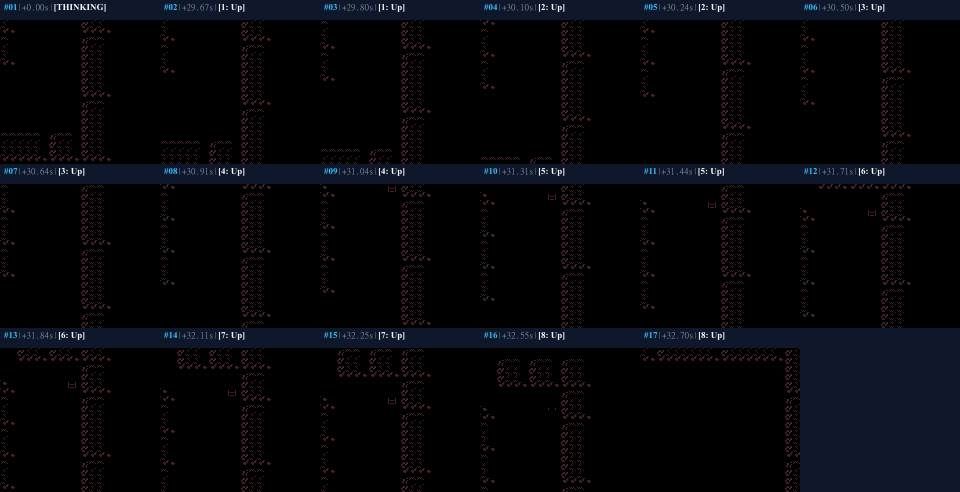 #01|+0.00s|[THINKING] #02|+29.67s|[1: Up] #03|+29.80s|[1: Up] #04|+30.10s|[2: Up] #05|+30.24s|[2: Up] #06|+30.50s|[3: Up]
#07|+30.64s|[3: Up] #08|+30.91s|[4: Up] #09|+31.04s|[4: Up] #10|+31.31s|[5: Up] #11|+31.44s|[5: Up] #12|+31.71s|[6: Up]
#13|+31.84s|[6: Up] #14|+32.11s|[7: Up] #15|+32.25s|[7: Up] #16|+32.55s|[8: Up] #17|+32.70s|[8: Up]